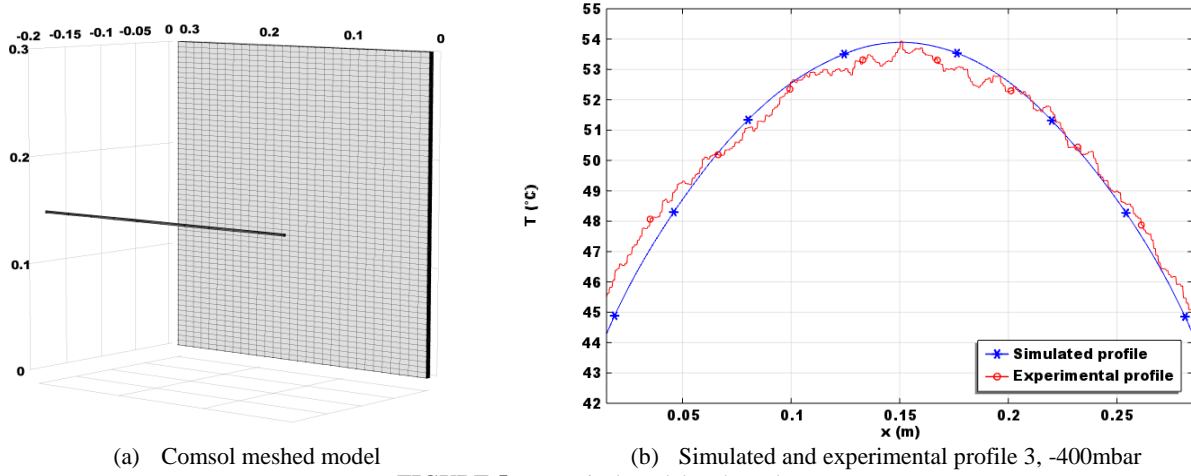 -0.2 -0.15 -0.1 -0.05 0 0.3 0.2 0.1 0
0.3
0.2
0.1
0
55
54
53
52
51
50
49
48
47
46
45
44
43
42
T (°C)
0.05 0.1 0.15 0.2 0.25
x (m)
Simulated profile
Experimental profile
(a) Comsol meshed model
(b) Simulated and experimental profile 3, -400mbar